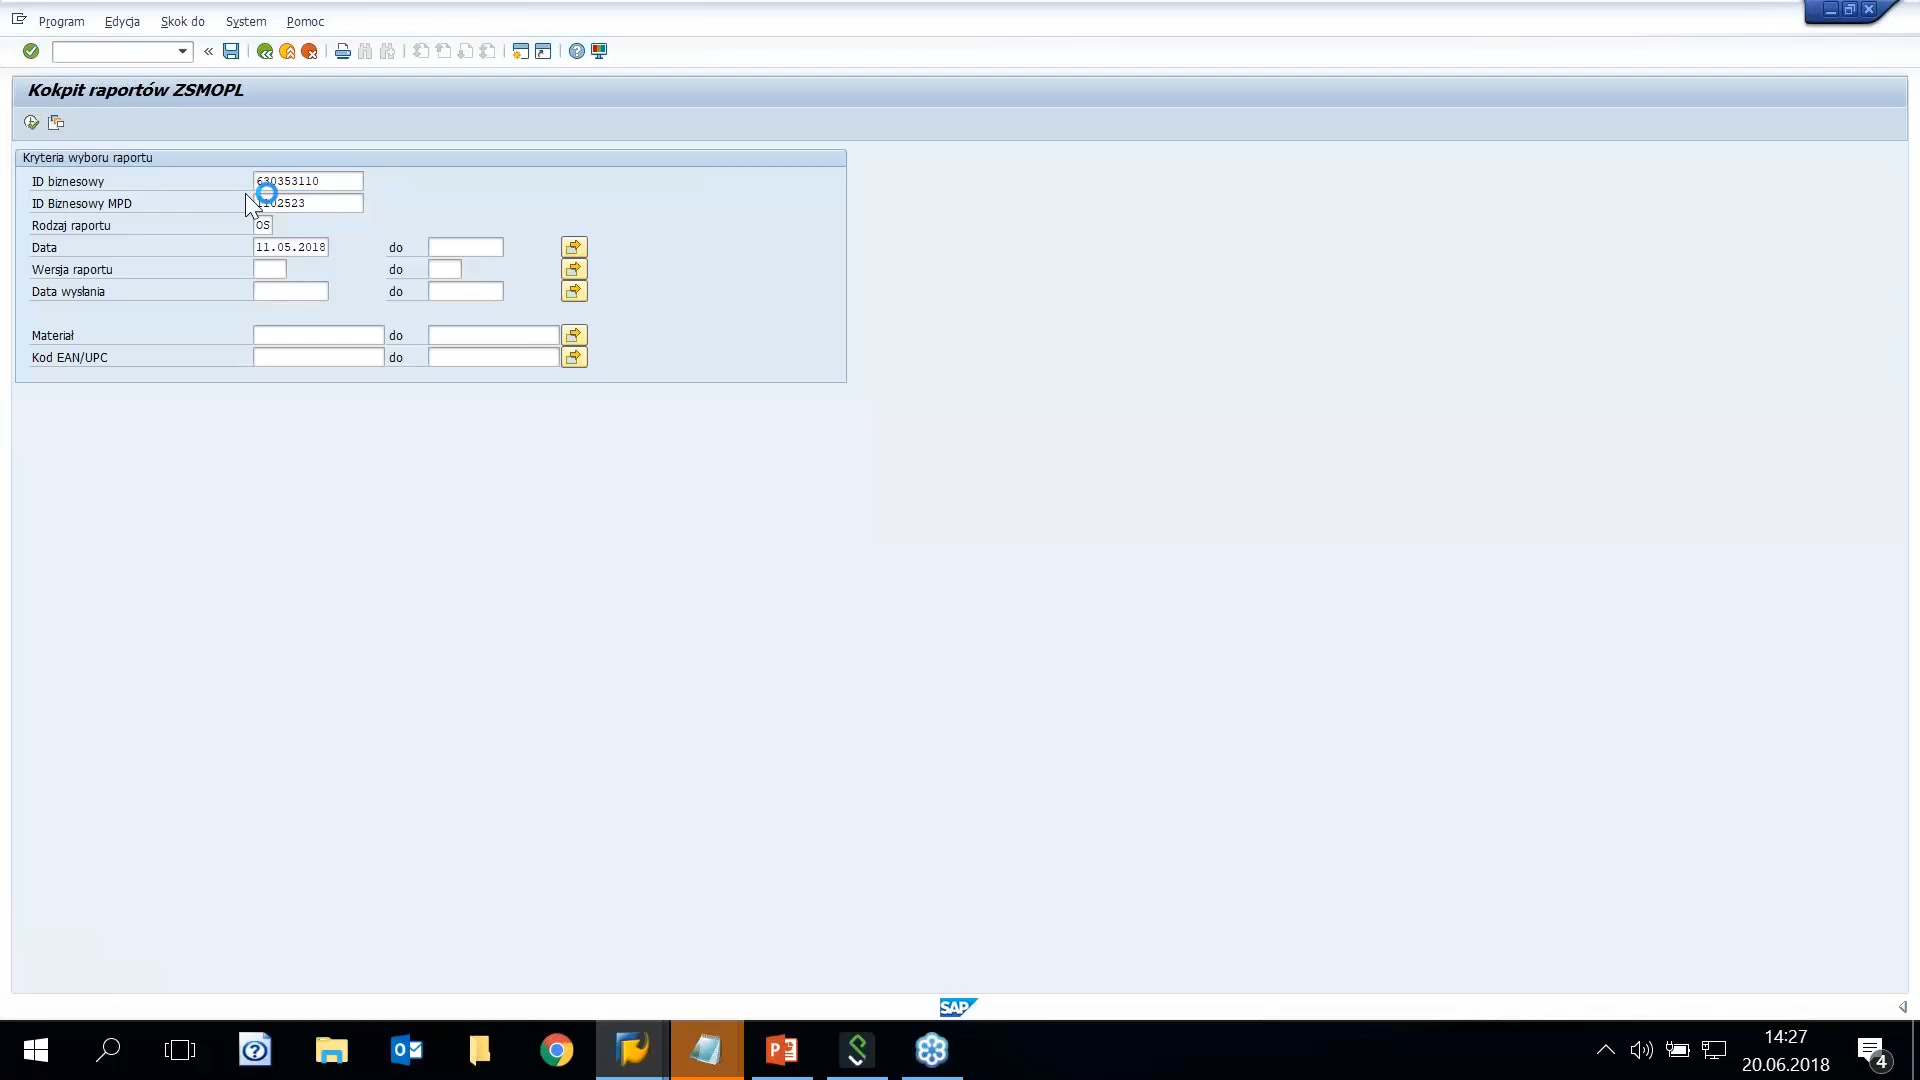 Program Edycja Skok do System Pomoc
Kokpit raportów ZSMOPL
Kryteria wyboru raportu
ID biznesowy 630353110
ID Biznesowy MPD 1102523
Rodzaj raportu OS
Data 11.05.2018 do
Wersja raportu do
Data wysłania do
Materiał do
Kod EAN/UPC do
SAP
14:27
20.06.2018
4